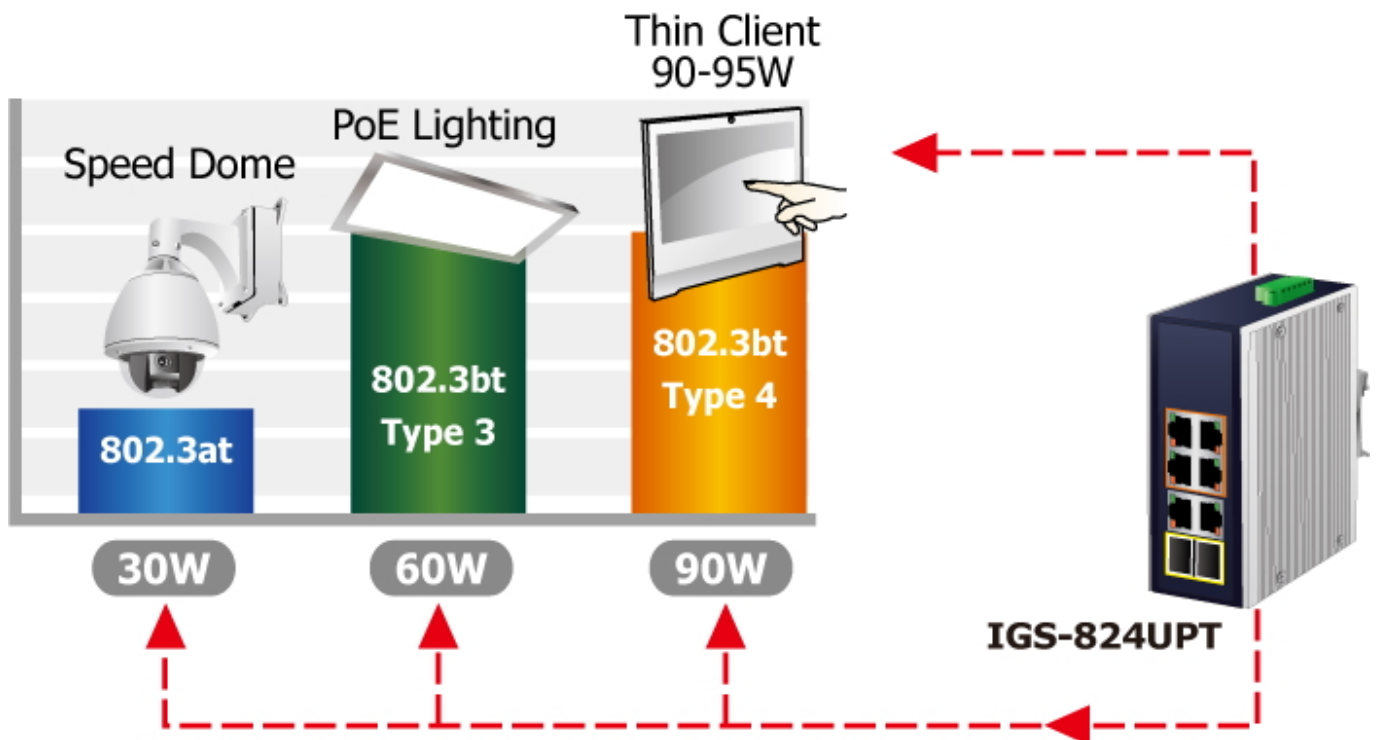 Thin Client
90-95W
PoE Lighting
Speed Dome
802.3bt
Type 4
802.3bt
Type 3
802.3at
30W
60W
90W
IGS-824UPT